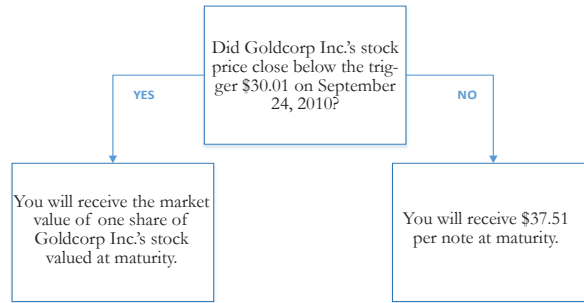 Did Goldcorp Inc.'s stock
price close below the trig-
ger $30.01 on September
24, 2010?
YES
NO
You will receive the market
value of one share of
Goldcorp Inc.'s stock
valued at maturity.
You will receive $37.51
per note at maturity.